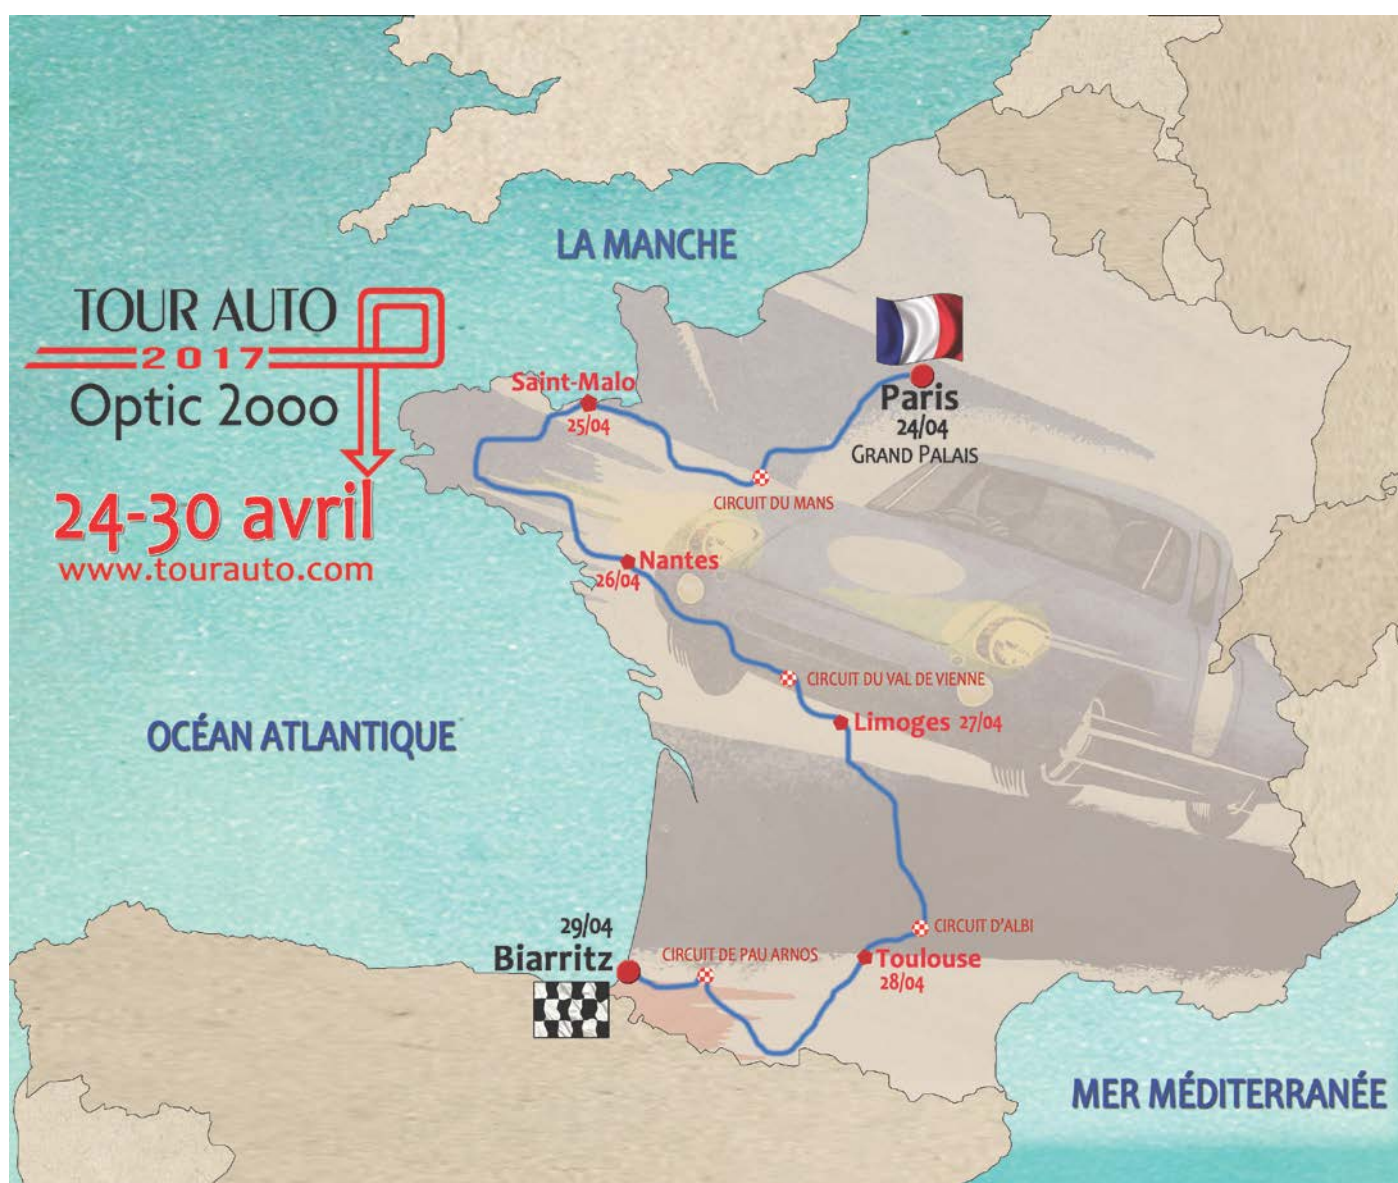 LA MANCHE
TOUR AUTO
2017
Optic 2000
24-30 avril
www.tourauto.com
Saint-Malo
25/04
Paris
24/04
GRAND PALAIS
CIRCUIT DU MANS
Nantes
26/04
CIRCUIT DU VAL DE VIENNE
Limoges 27/04
OCÉAN ATLANTIQUE
29/04
Biarritz
CIRCUIT DE PAU ARNOS
CIRCUIT D'ALBI
Toulouse
28/04
MER MÉDITERRANÉE